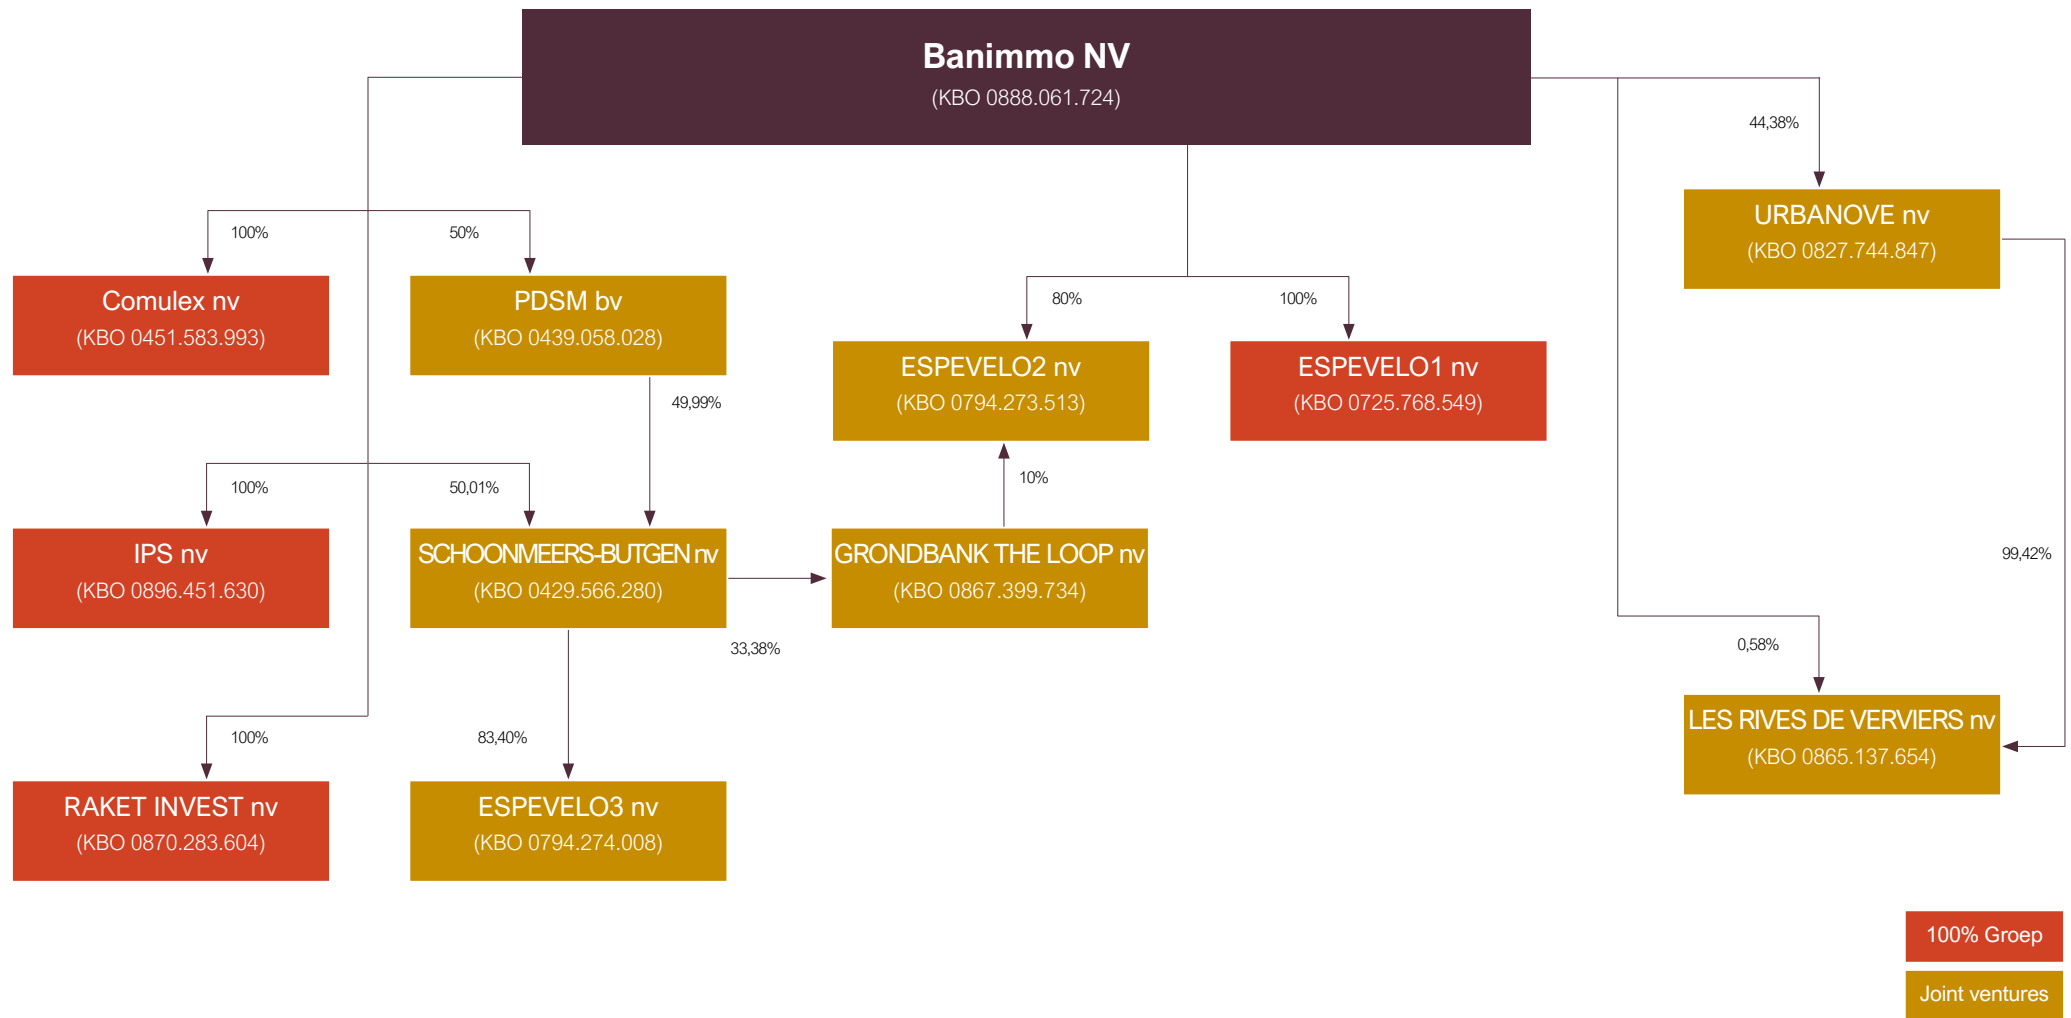 Banimmo NV
(KBO 0888.061.724)
44,38%
URBANOVE nv
(KBO 0827.744.847)
100%
50%
Comulex nv
(KBO 0451.583.993)
PDSM bv
(KBO 0439.058.028)
80%
100%
ESPEVELO2 nv
(KBO 0794.273.513)
ESPEVELO1 nv
(KBO 0725.768.549)
49,99%
10%
100%
50,01%
IPS nv
(KBO 0896.451.630)
SCHOONMEERS-BUTGEN nv
(KBO 0429.566.280)
GRONDBANK THE LOOP nv
(KBO 0867.399.734)
99,42%
33,38%
0,58%
LES RIVES DE VERVIERS nv
(KBO 0865.137.654)
100%
83,40%
RAKET INVEST nv
(KBO 0870.283.604)
ESPEVELO3 nv
(KBO 0794.274.008)
100% Groep
Joint ventures